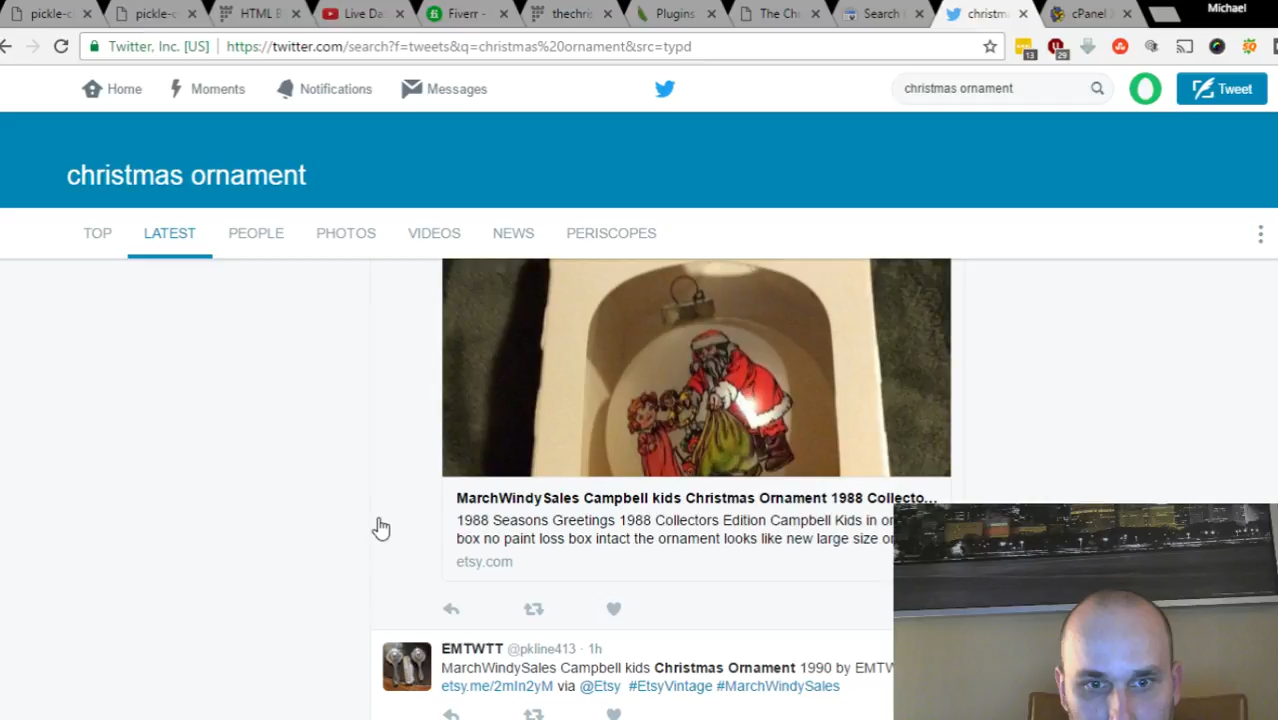 pickle-c
pickle-c
HTML B
Live Da
Fiverr -
thechris
Plugins
The Ch
Search
christm
cPanel
Michael
Twitter, Inc. [US]
https://twitter.com/search?f=tweets&q=christmas%20ornament&src=typd
13
29
Home
Moments
Notifications
Messages
christmas ornament
Tweet
christmas ornament
TOP
LATEST
PEOPLE
PHOTOS
VIDEOS
NEWS
PERISCOPES
MarchWindySales Campbell kids Christmas Ornament 1988 Collecto...
1988 Seasons Greetings 1988 Collectors Edition Campbell Kids in or
box no paint loss box intact the ornament looks like new large size or
etsy.com
EMTWTT @pkline413 · 1h
MarchWindySales Campbell kids Christmas Ornament 1990 by EMTW
etsy.me/2mIn2yM via @Etsy #EtsyVintage #MarchWindySales